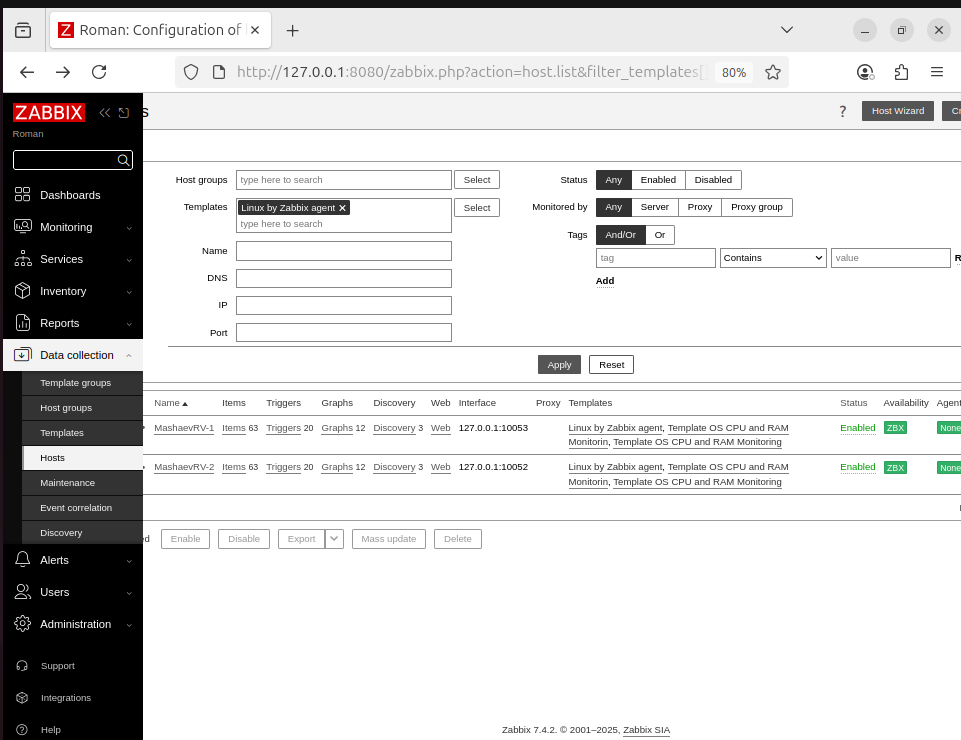 Roman: Configuration of
http://127.0.0.1:8080/zabbix.php?action=host.list&filter_templates[
80%
ZABBIX
Roman
s
?
Host Wizard
Cr
Dashboards
Monitoring
Services
Inventory
Reports
Data collection
Template groups
Host groups
Templates
Hosts
Maintenance
Event correlation
Discovery
Alerts
Users
Administration
Support
Integrations
Help
Host groups type here to search Select
Templates Linux by Zabbix agent Select
type here to search
Name
DNS
IP
Port
Status Any Enabled Disabled
Monitored by Any Server Proxy Proxy group
Tags And/Or Or
tag Contains value R
Add
Apply Reset
Name Items Triggers Graphs Discovery Web Interface Proxy Templates Status Availability Agent
MashaevRV-1 Items 63 Triggers 20 Graphs 12 Discovery 3 Web 127.0.0.1:10053 Linux by Zabbix agent, Template OS CPU and RAM Enabled ZBX None
Monitorin, Template OS CPU and RAM Monitoring
MashaevRV-2 Items 63 Triggers 20 Graphs 12 Discovery 3 Web 127.0.0.1:10052 Linux by Zabbix agent, Template OS CPU and RAM Enabled ZBX None
Monitorin, Template OS CPU and RAM Monitoring
ed Enable Disable Export Mass update Delete
Zabbix 7.4.2. © 2001–2025, Zabbix SIA